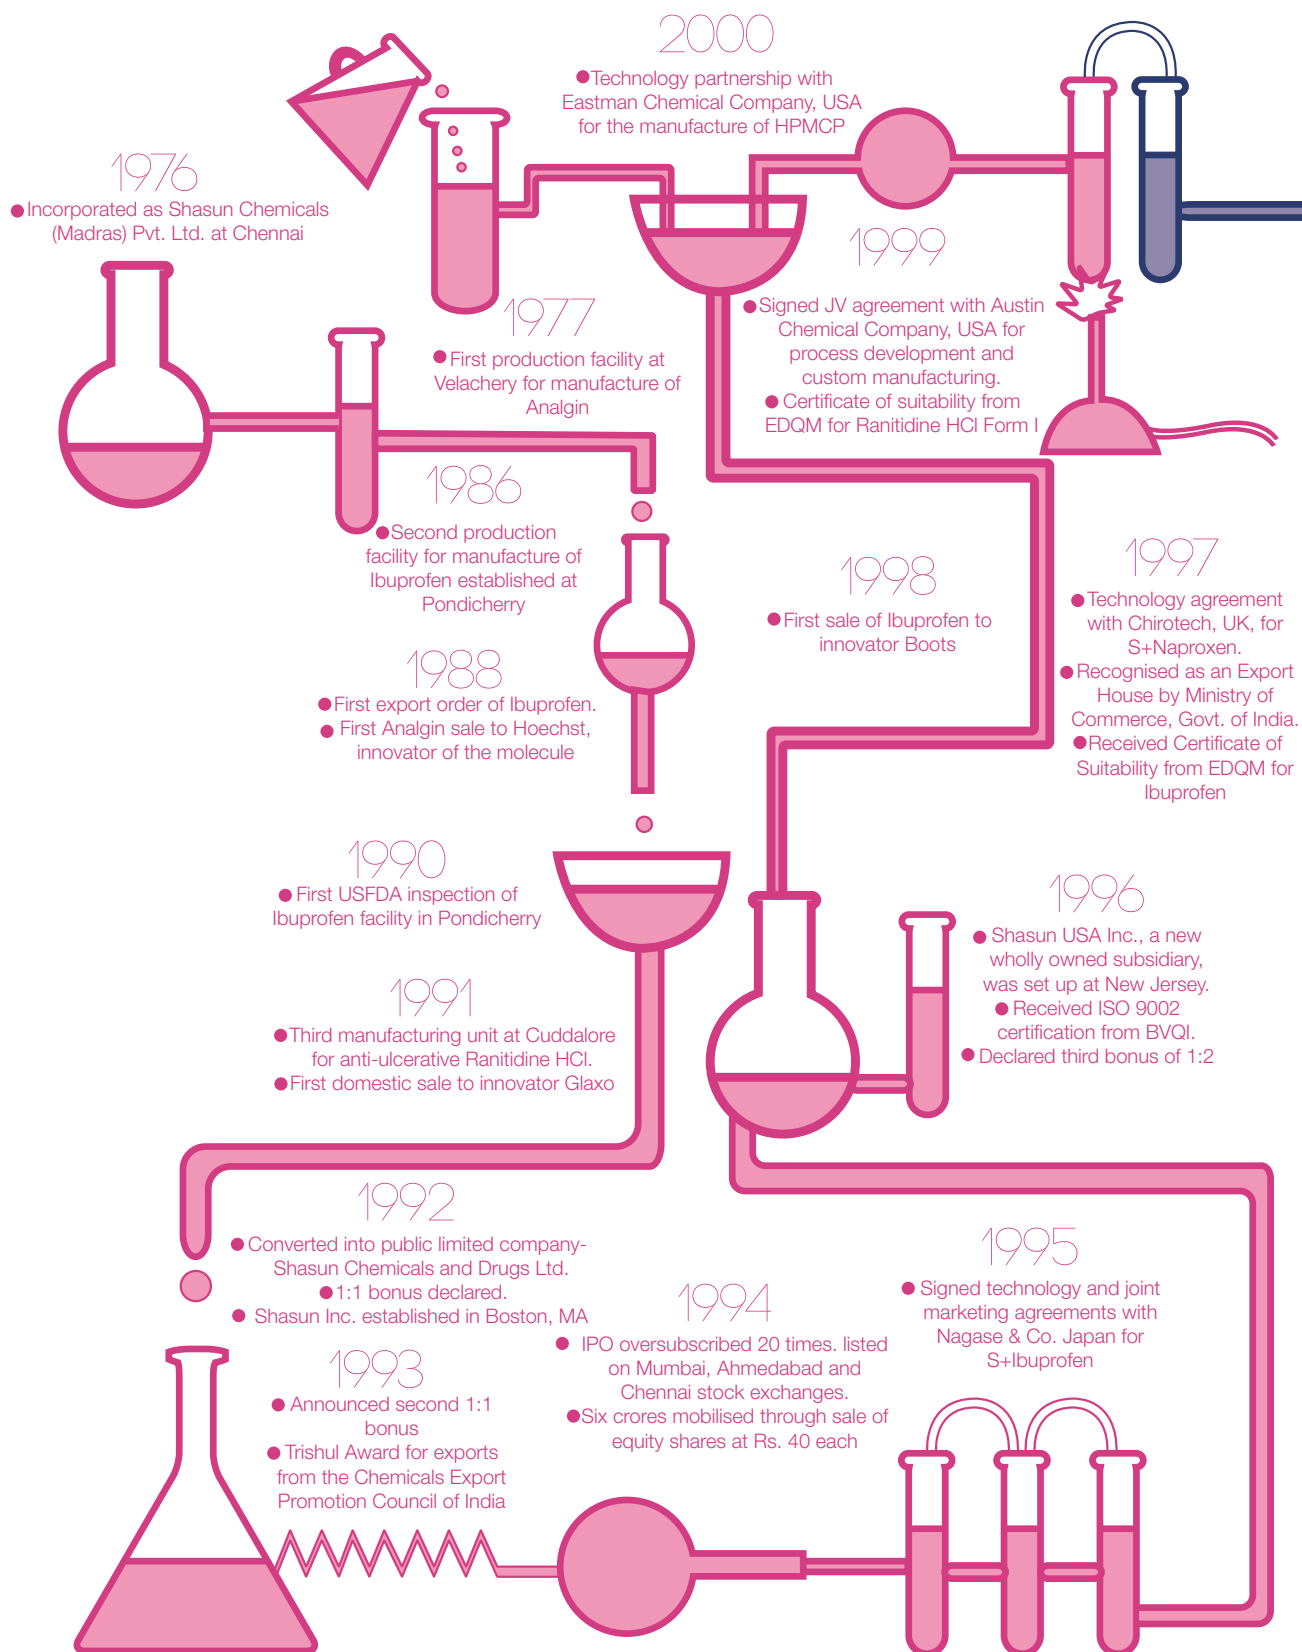 1976
● Incorporated as Shasun Chemicals
(Madras) Pvt. Ltd. at Chennai
1977
● First production facility at
Velachery for manufacture of
Analgin
1986
● Second production
facility for manufacture of
Ibuprofen established at
Pondicherry
1988
● First export order of Ibuprofen.
● First Analgin sale to Hoechst,
innovator of the molecule
1990
● First USFDA inspection of
Ibuprofen facility in Pondicherry
1991
● Third manufacturing unit at Cuddalore
for anti-ulcerative Ranitidine HCl.
● First domestic sale to innovator Glaxo
1992
● Converted into public limited company-
Shasun Chemicals and Drugs Ltd.
● 1:1 bonus declared.
● Shasun Inc. established in Boston, MA
1993
● Announced second 1:1
bonus
● Trishul Award for exports
from the Chemicals Export
Promotion Council of India
1994
● IPO oversubscribed 20 times. listed
on Mumbai, Ahmedabad and
Chennai stock exchanges.
● Six crores mobilised through sale of
equity shares at Rs. 40 each
1995
● Signed technology and joint
marketing agreements with
Nagase & Co. Japan for
S+Ibuprofen
1996
● Shasun USA Inc., a new
wholly owned subsidiary,
was set up at New Jersey.
● Received ISO 9002
certification from BVQI.
● Declared third bonus of 1:2
1997
● Technology agreement
with Chirotech, UK, for
S+Naproxen.
● Recognised as an Export
House by Ministry of
Commerce, Govt. of India.
● Received Certificate of
Suitability from EDQM for
Ibuprofen
1998
● First sale of Ibuprofen to
innovator Boots
1999
● Signed JV agreement with Austin
Chemical Company, USA for
process development and
custom manufacturing.
● Certificate of suitability from
EDQM for Ranitidine HCl Form I
2000
● Technology partnership with
Eastman Chemical Company, USA
for the manufacture of HPMCP